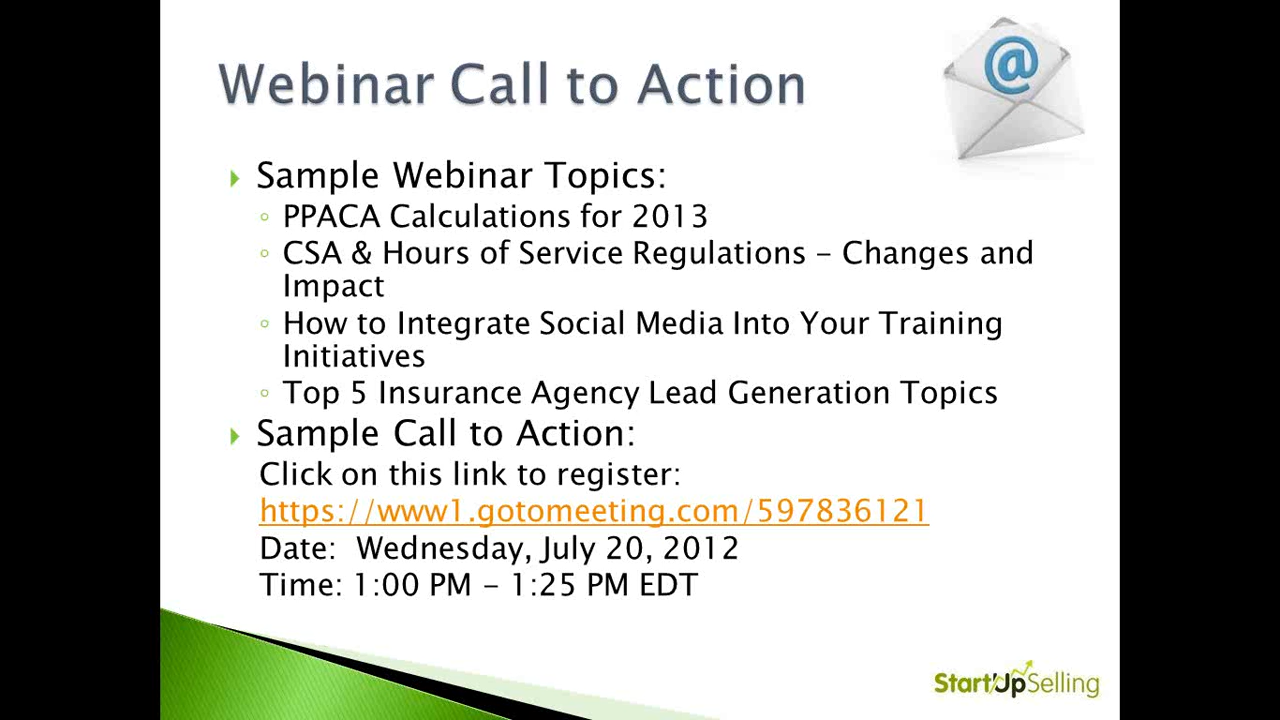 Webinar Call to Action
@
Sample Webinar Topics:
PPACA Calculations for 2013
CSA & Hours of Service Regulations – Changes and
Impact
How to Integrate Social Media Into Your Training
Initiatives
Top 5 Insurance Agency Lead Generation Topics
Sample Call to Action:
Click on this link to register:
https://www1.gotomeeting.com/597836121
Date: Wednesday, July 20, 2012
Time: 1:00 PM – 1:25 PM EDT
StartUpSelling